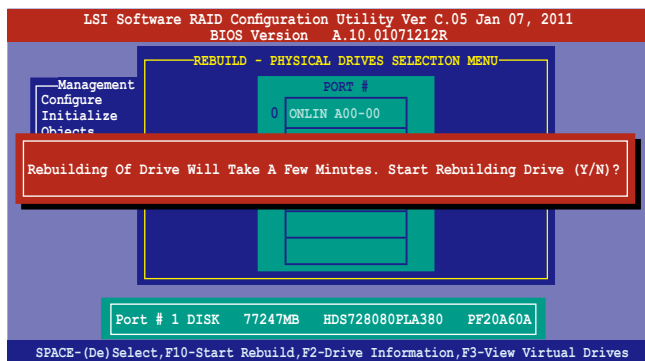 LSI Software RAID Configuration Utility Ver C.05 Jan 07, 2011
BIOS Version A.10.01071212R
REBUILD - PHYSICAL DRIVES SELECTION MENU
Management
PORT #
Configure
Initialize
0 ONLIN A00-00
Objects
Rebuilding Of Drive Will Take A Few Minutes. Start Rebuilding Drive (Y/N)?
Port # 1 DISK 77247MB HDS728080PLA380 PF20A60A
SPACE-(De)Select,F10-Start Rebuild,F2-Drive Information,F3-View Virtual Drives